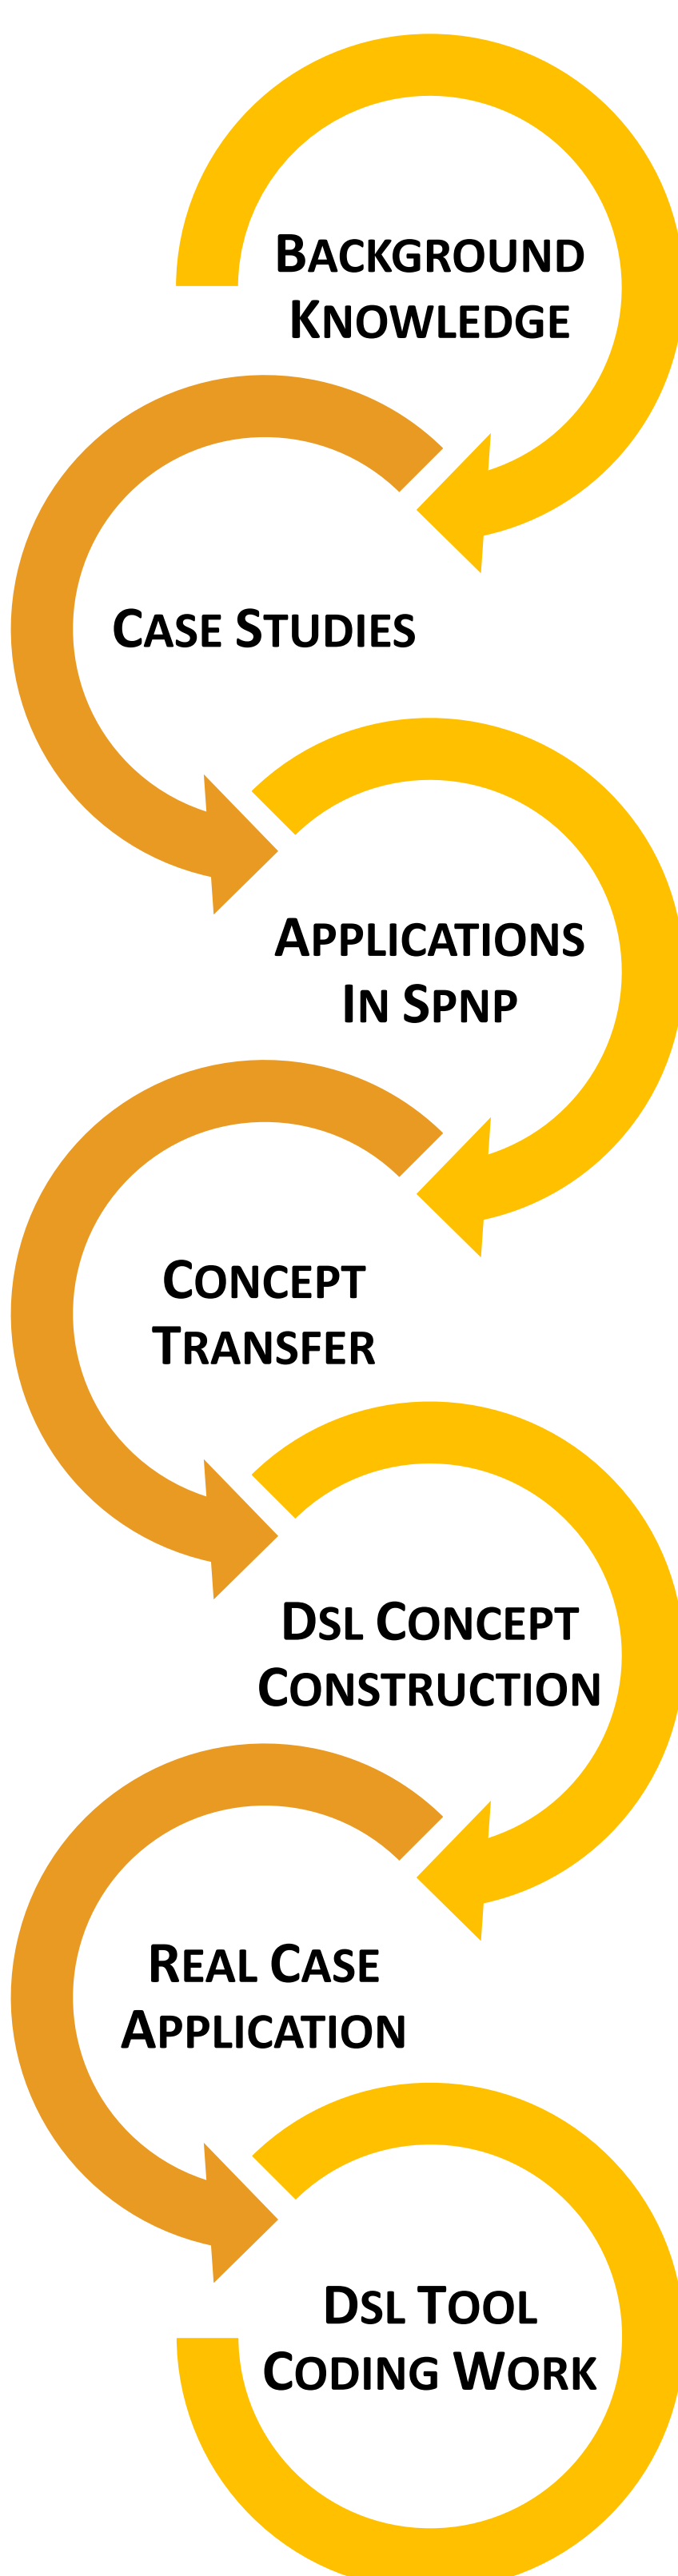 BACKGROUND
KNOWLEDGE
CASE STUDIES
APPLICATIONS
IN SPNP
CONCEPT
TRANSFER
DSL CONCEPT
CONSTRUCTION
REAL CASE
APPLICATION
DSL TOOL
CODING WORK